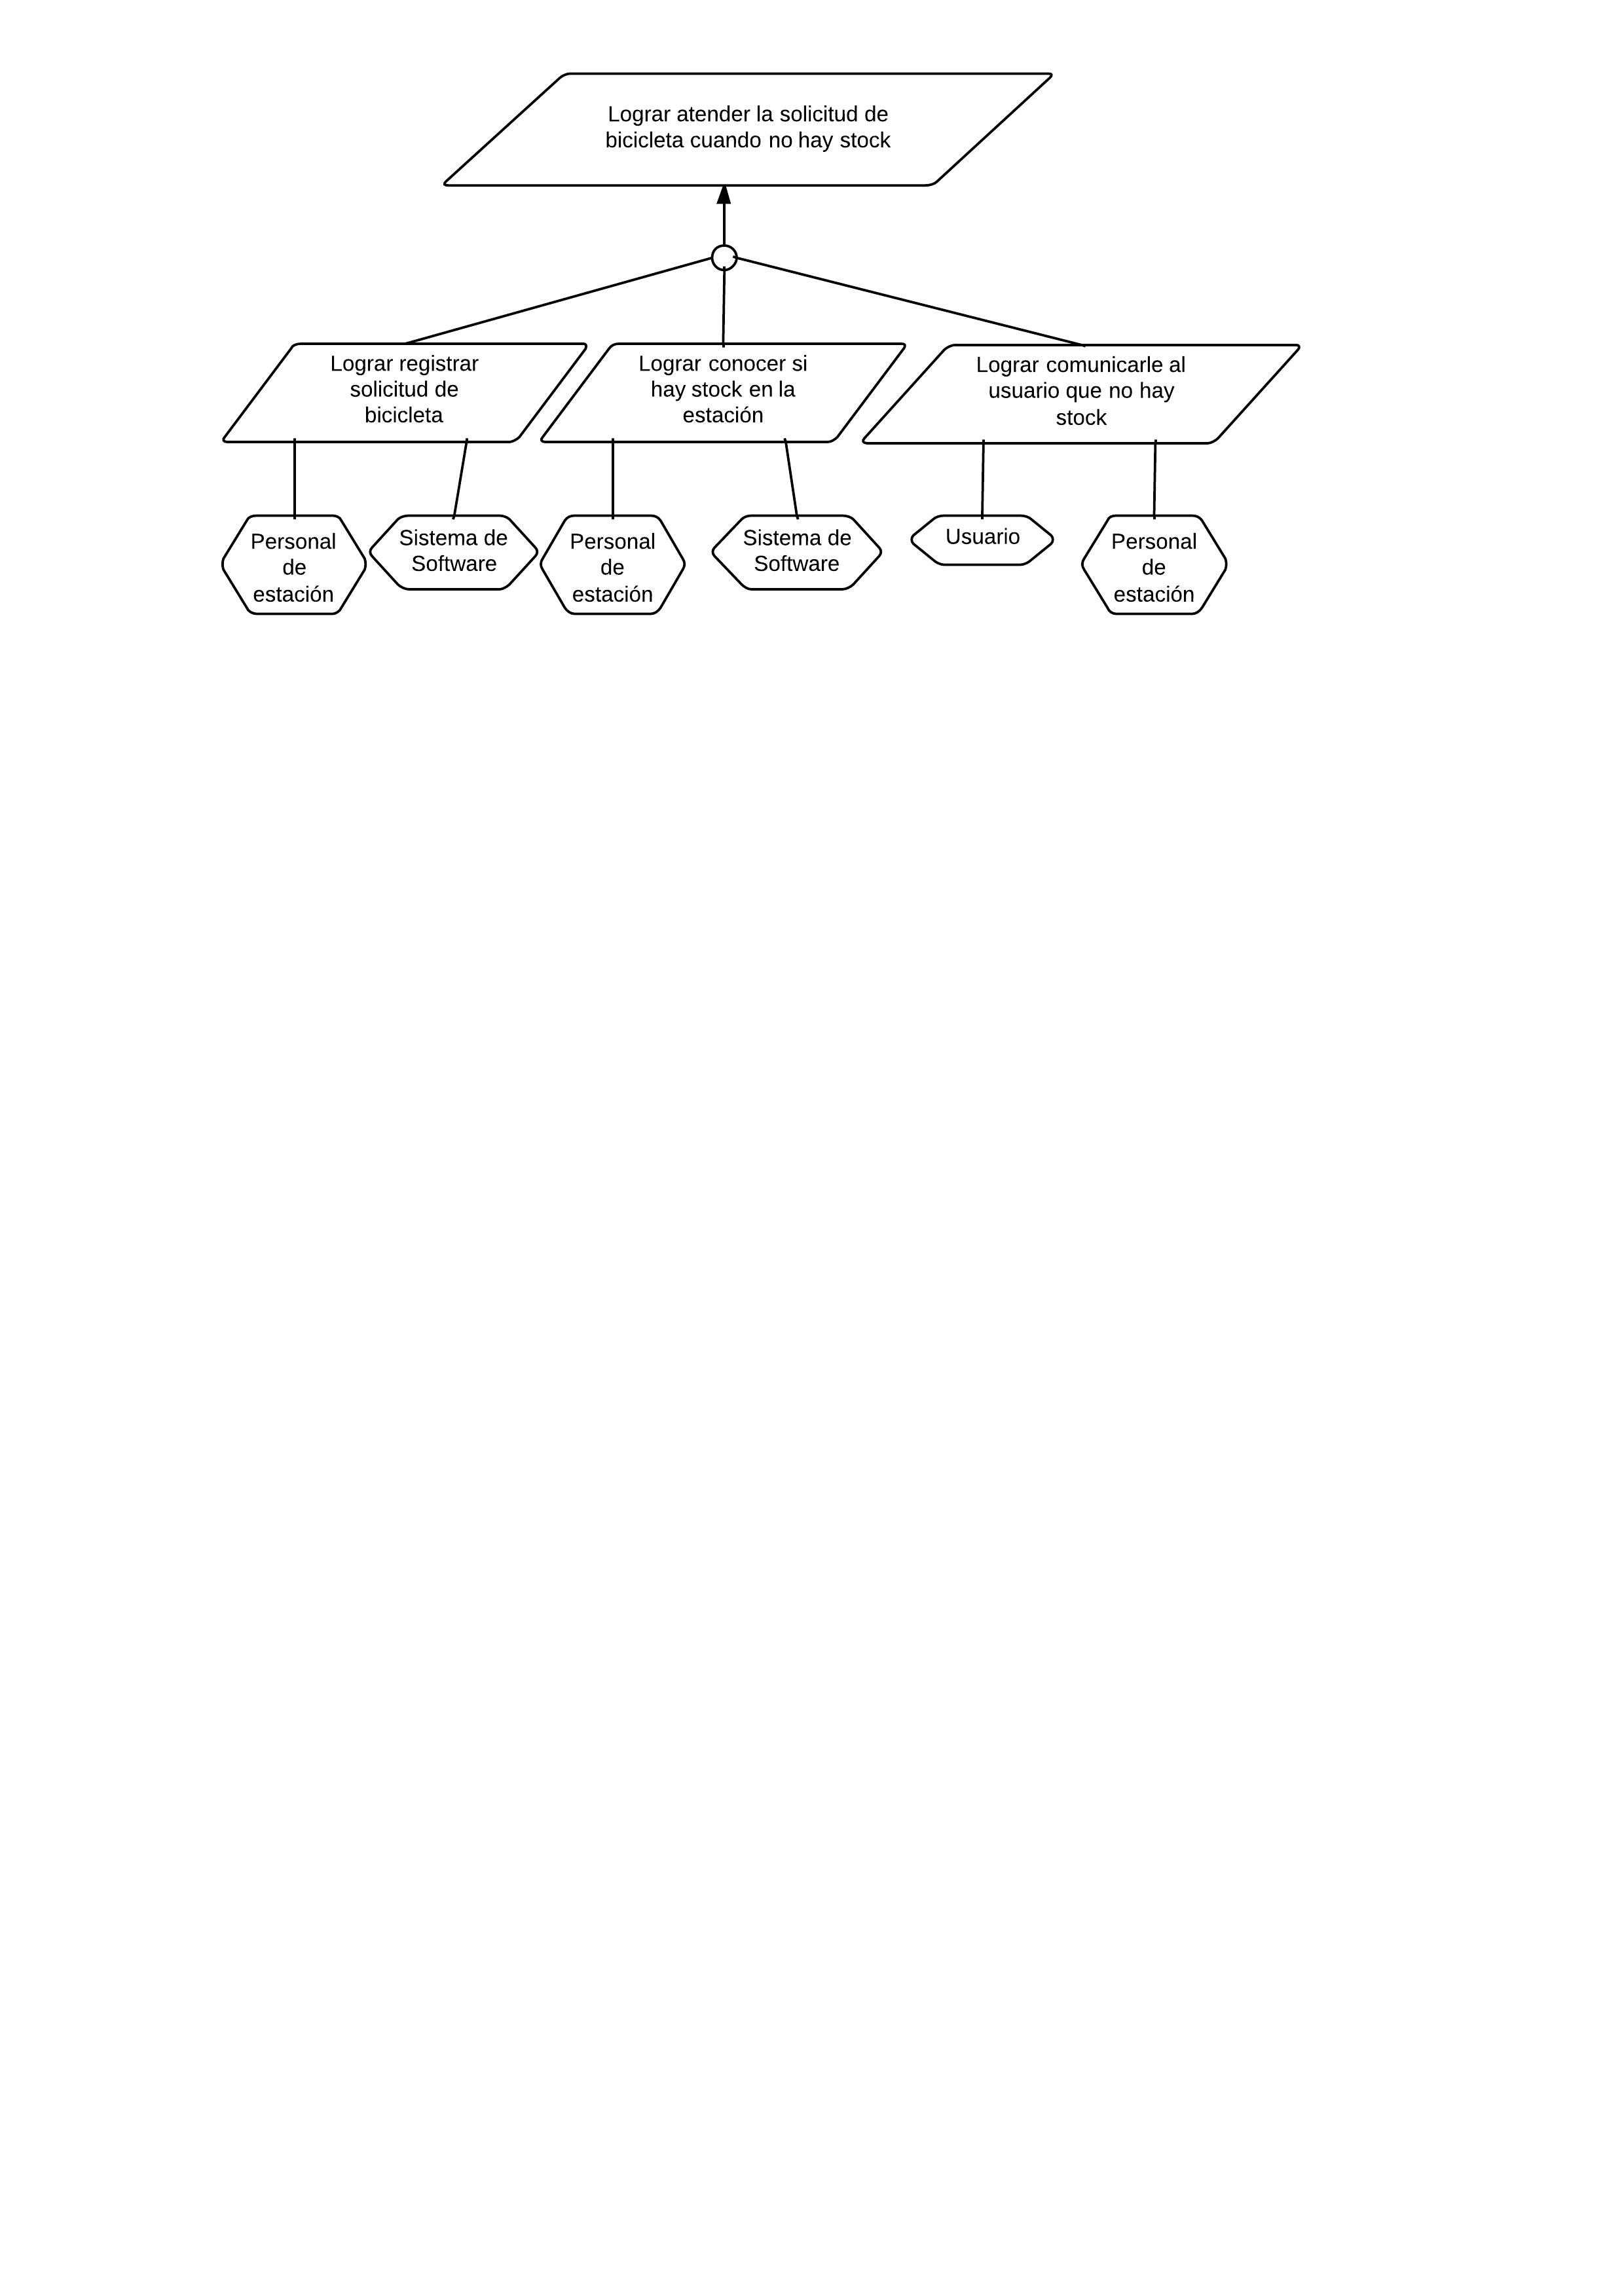 Lograr atender la solicitud de
bicicleta cuando no hay stock
Lograr registrar
solicitud de
bicicleta
Lograr conocer si
hay stock en la
estación
Lograr comunicarle al
usuario que no hay
stock
Personal
de
estación
Sistema de
Software
Personal
de
estación
Sistema de
Software
Usuario
Personal
de
estación